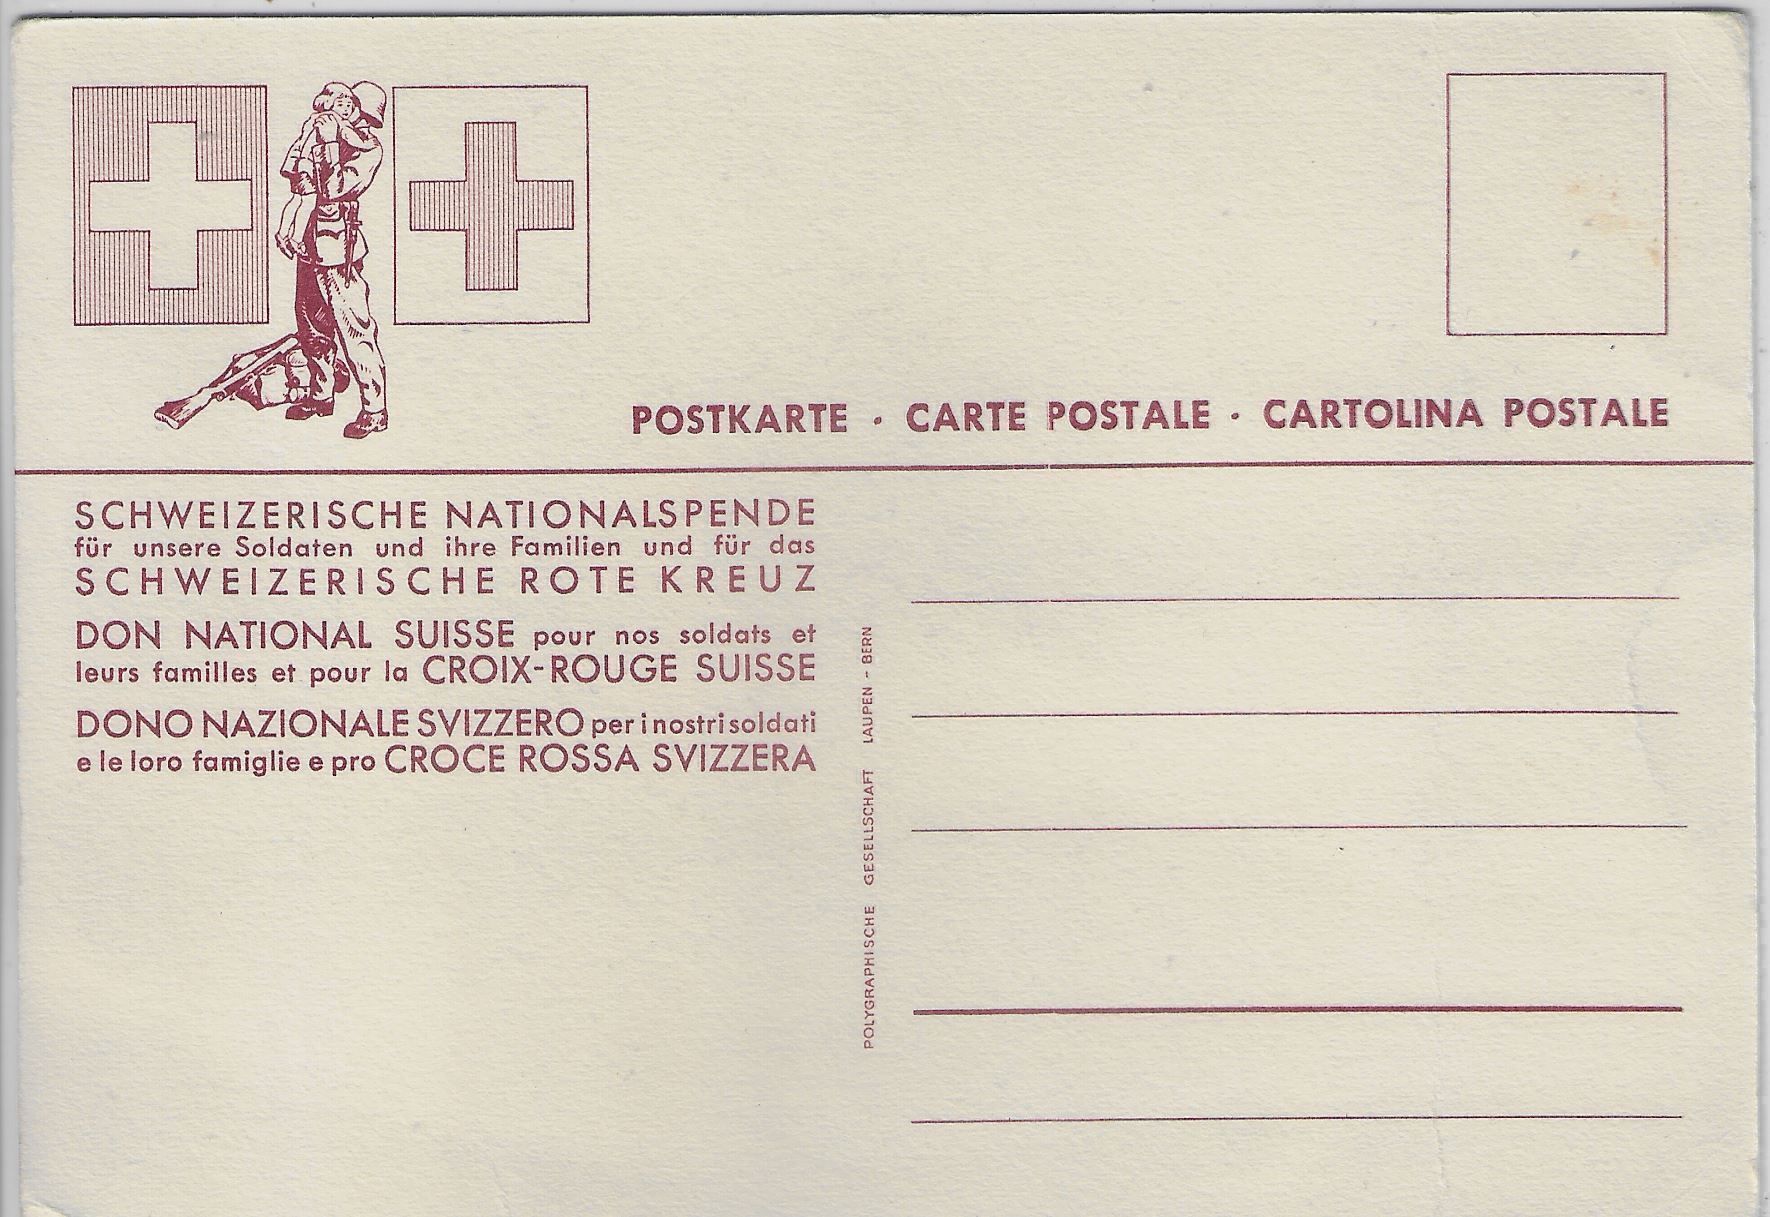 POSTKARTE · CARTE POSTALE · CARTOLINA POSTALE
SCHWEIZERISCHE NATIONALSPENDE
für unsere Soldaten und ihre Familien und für das
SCHWEIZERISCHE ROTE KREUZ
DON NATIONAL SUISSE pour nos soldats et
leurs familles et pour la CROIX-ROUGE SUISSE
DONO NAZIONALE SVIZZERO per i nostri soldati
e le loro famiglie e pro CROCE ROSSA SVIZZERA
POLYGRAPHISCHE GESELLSCHAFT LAUPEN - BERN